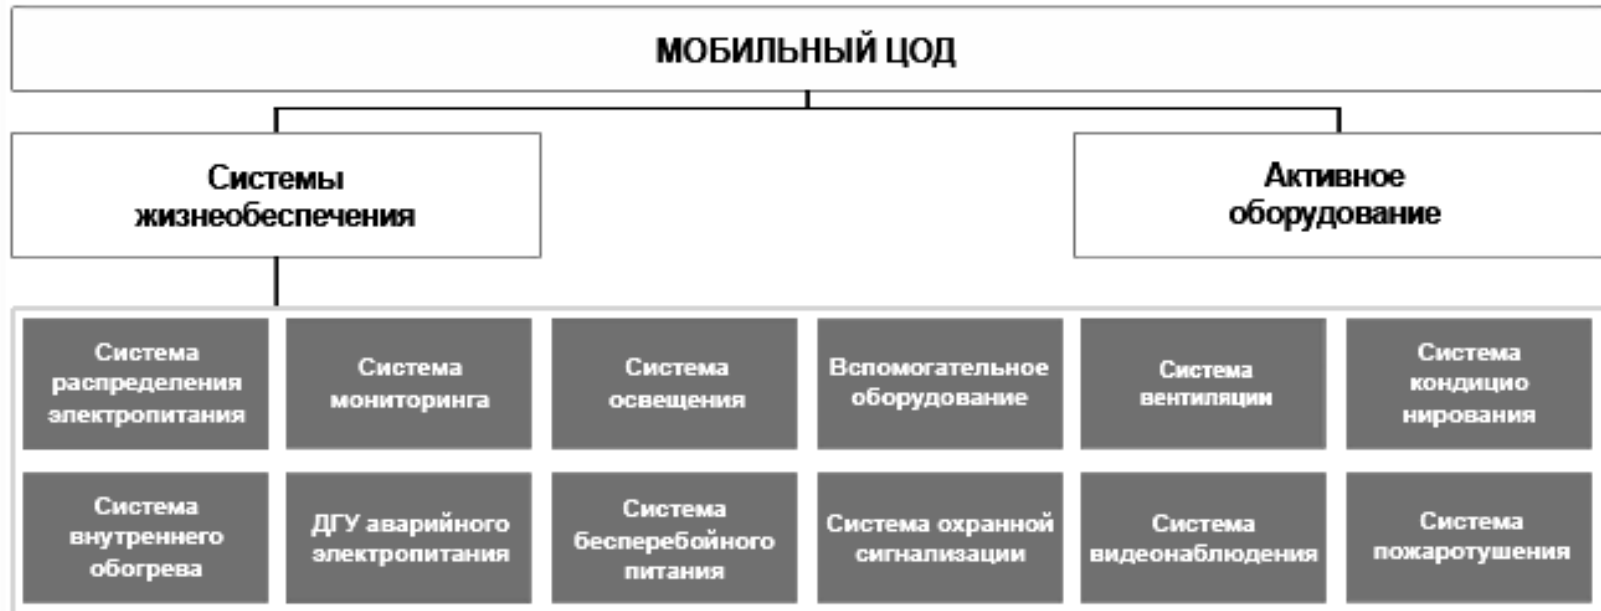 МОБИЛЬНЫЙ ЦОД
Системы
жизнеобеспечения
Активное
оборудование
Система
распределения
электропитания
Система
мониторинга
Система
освещения
Вспомогательное
оборудование
Система
вентиляции
Система
кондицио
нирования
Система
внутреннего
обогрева
ДГУ аварийного
электропитания
Система
бесперебойного
питания
Система охранной
сигнализации
Система
видеонаблюдения
Система
пожаротушения